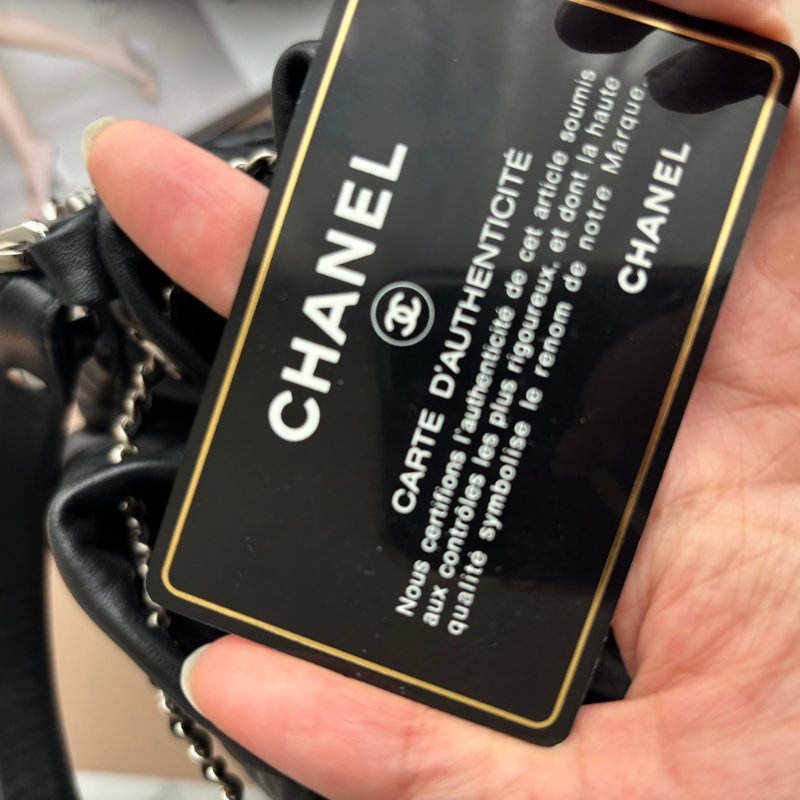 CHANEL
CARTE D'AUTHENTICITÉ
Nous certifions l'authenticité de cet article soumis
aux contrôles les plus rigoureux, et dont la haute
qualité symbolise le renom de notre Marque.
CHANEL